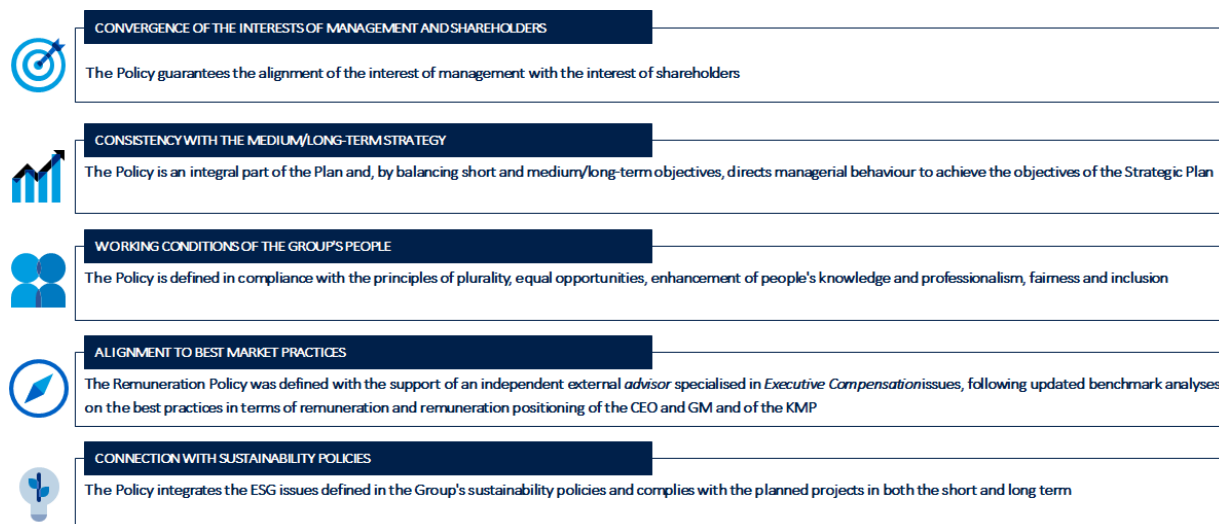 CONVERGENCE OF THE INTERESTS OF MANAGEMENT AND SHAREHOLDERS
The Policy guarantees the alignment of the interest of management with the interest of shareholders
CONSISTENCY WITH THE MEDIUM/LONG-TERM STRATEGY
The Policy is an integral part of the Plan and, by balancing short and medium/long-term objectives, directs managerial behaviour to achieve the objectives of the Strategic Plan
WORKING CONDITIONS OF THE GROUP'S PEOPLE
The Policy is defined in compliance with the principles of plurality, equal opportunities, enhancement of people's knowledge and professionalism, fairness and inclusion
ALIGNMENT TO BEST MARKET PRACTICES
The Remuneration Policy was defined with the support of an independent external advisor specialised in Executive Compensation issues, following updated benchmark analyses
on the best practices in terms of remuneration and remuneration positioning of the CEO and GM and of the KMP
CONNECTION WITH SUSTAINABILITY POLICIES
The Policy integrates the ESG issues defined in the Group's sustainability policies and complies with the planned projects in both the short and long term